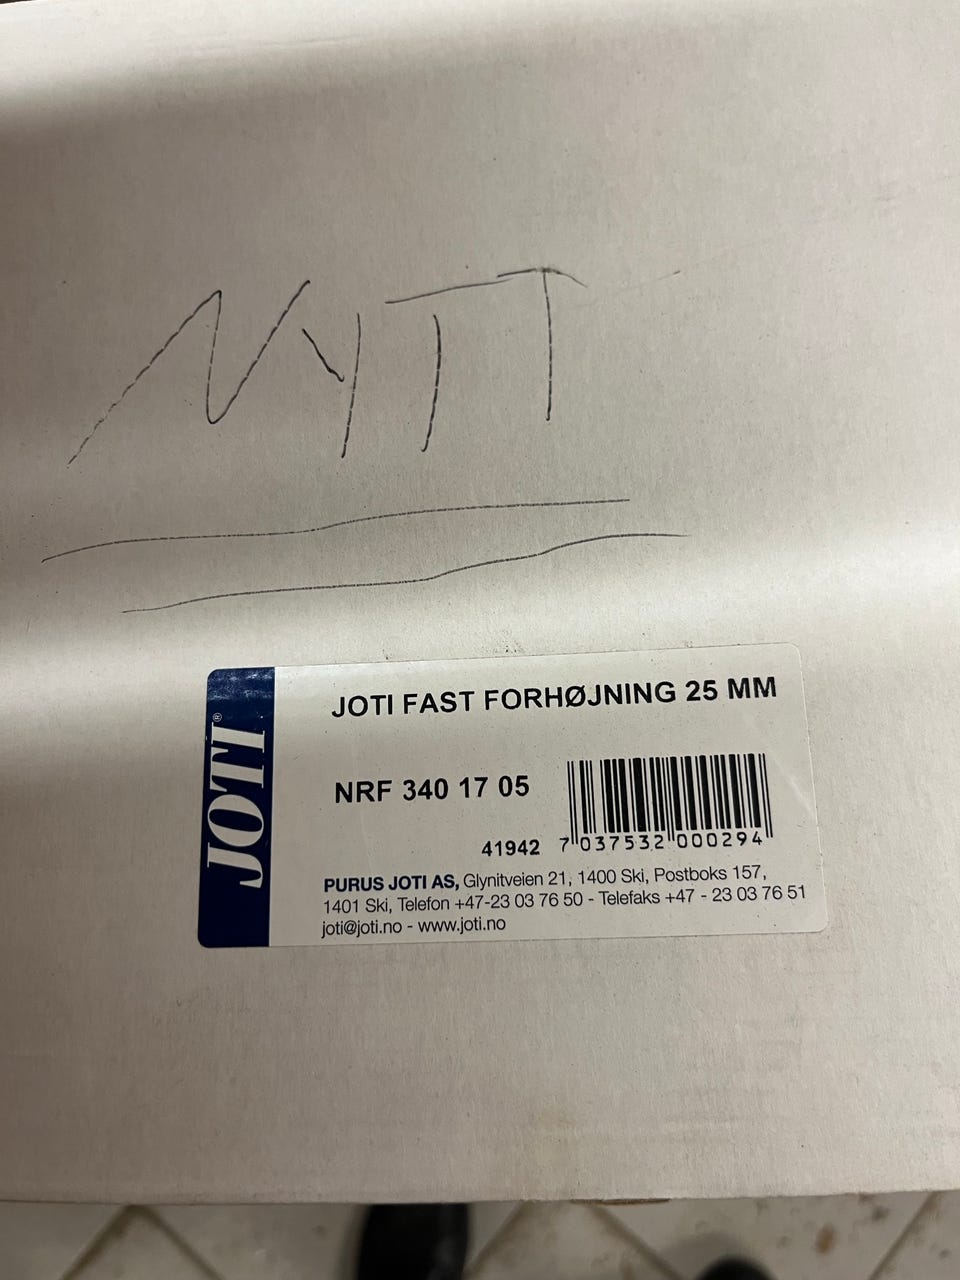 NYTT
JOTI®
JOTI FAST FORHØJNING 25 MM
NRF 340 17 05
41942 7 037532 000294
PURUS JOTI AS, Glynitveien 21, 1400 Ski, Postboks 157,
1401 Ski, Telefon +47-23 03 76 50 - Telefaks +47 - 23 03 76 51
joti@joti.no - www.joti.no